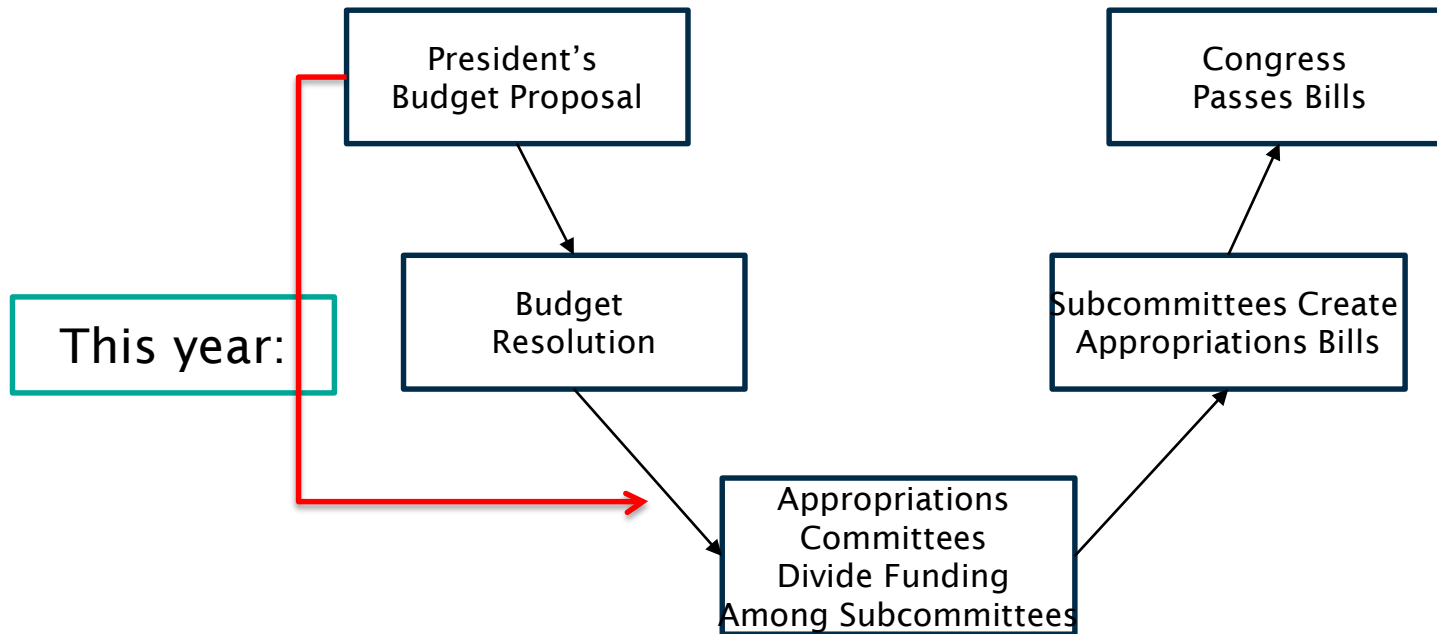 President’s
Budget Proposal
Congress
Passes Bills
This year:
Budget
Resolution
Subcommittees Create
Appropriations Bills
Appropriations
Committees
Divide Funding
Among Subcommittees